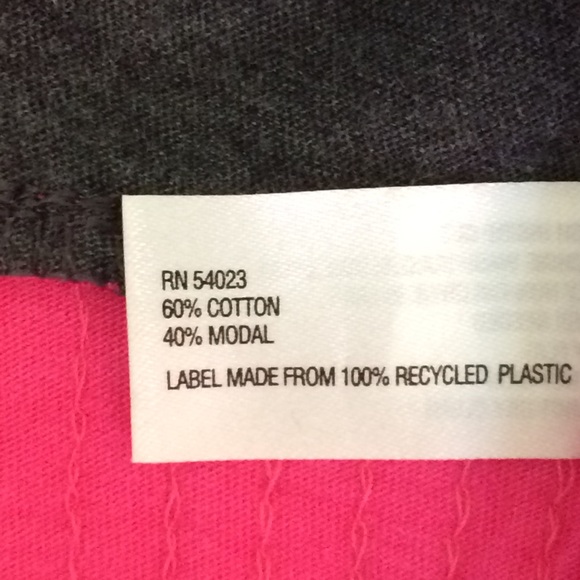 RN 54023
60% COTTON
40% MODAL
LABEL MADE FROM 100% RECYCLED PLASTIC